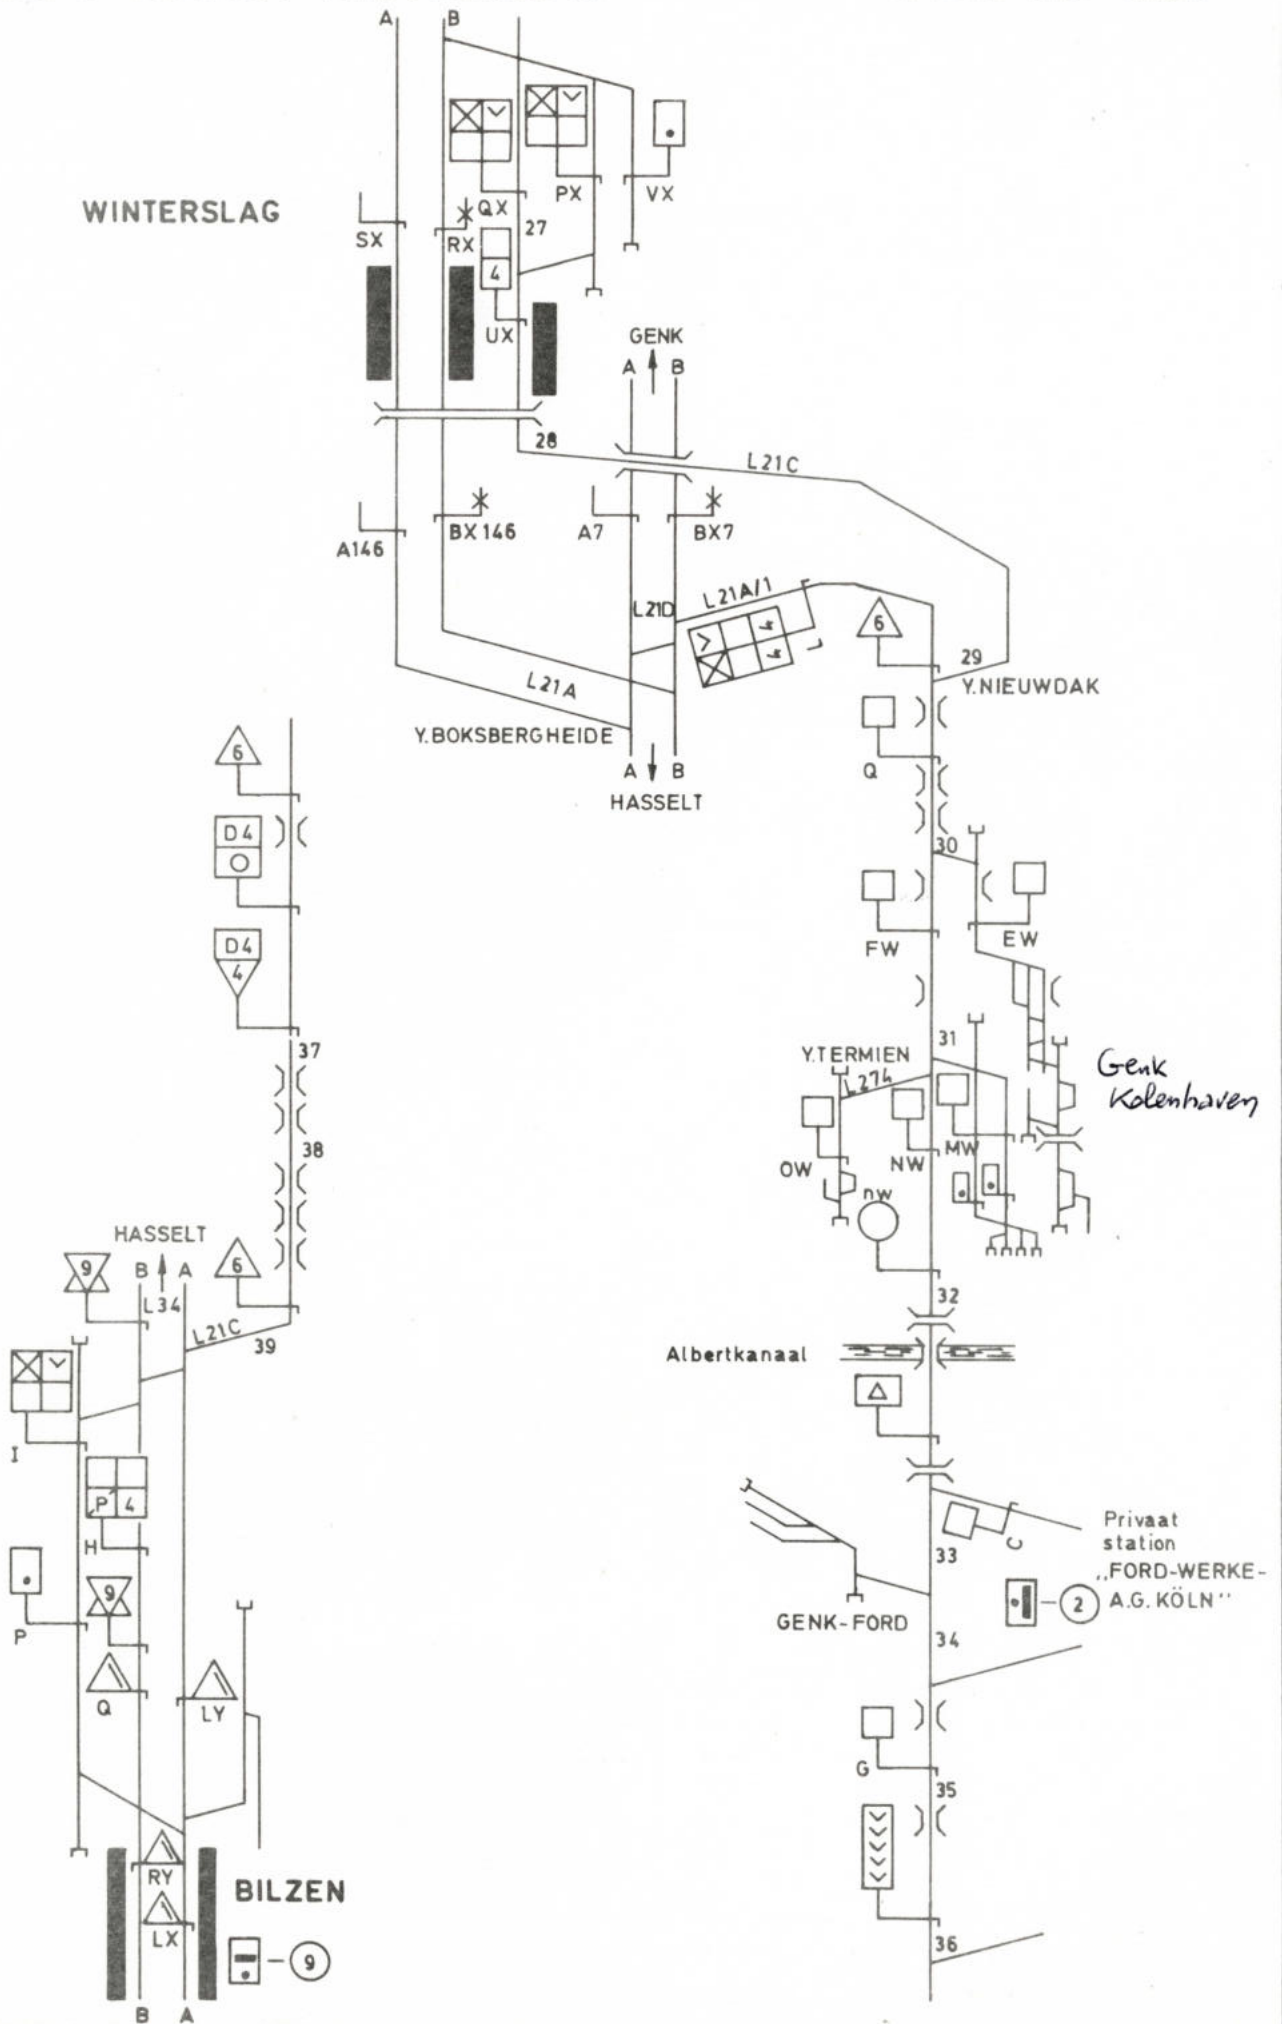 A B
WINTERSLAG
SX
RX
QX
27
PX
VX
4
UX
GENK
A B
28
L21C
A146
BX146
A7
BX7
L21D
L21A/1
4
4
L
6
29
Y.NIEUWDAK
L21A
Y.BOKSBERGHEIDE
A B
HASSELT
Q
30
FW
EW
31
Y.TERMIEN
L274
Genk
Kolenhaven
OW
NW
MW
nw
32
Albertkanaal
C
33
Privaat
station
„FORD-WERKE-
A.G. KÖLN"
2
GENK-FORD
34
G
35
36
6
D4
D4
4
37
38
HASSELT
9
B A
L34
6
L21C
39
I
P 4
H
P
9
Q
LY
RY
LX
BILZEN
9
B A